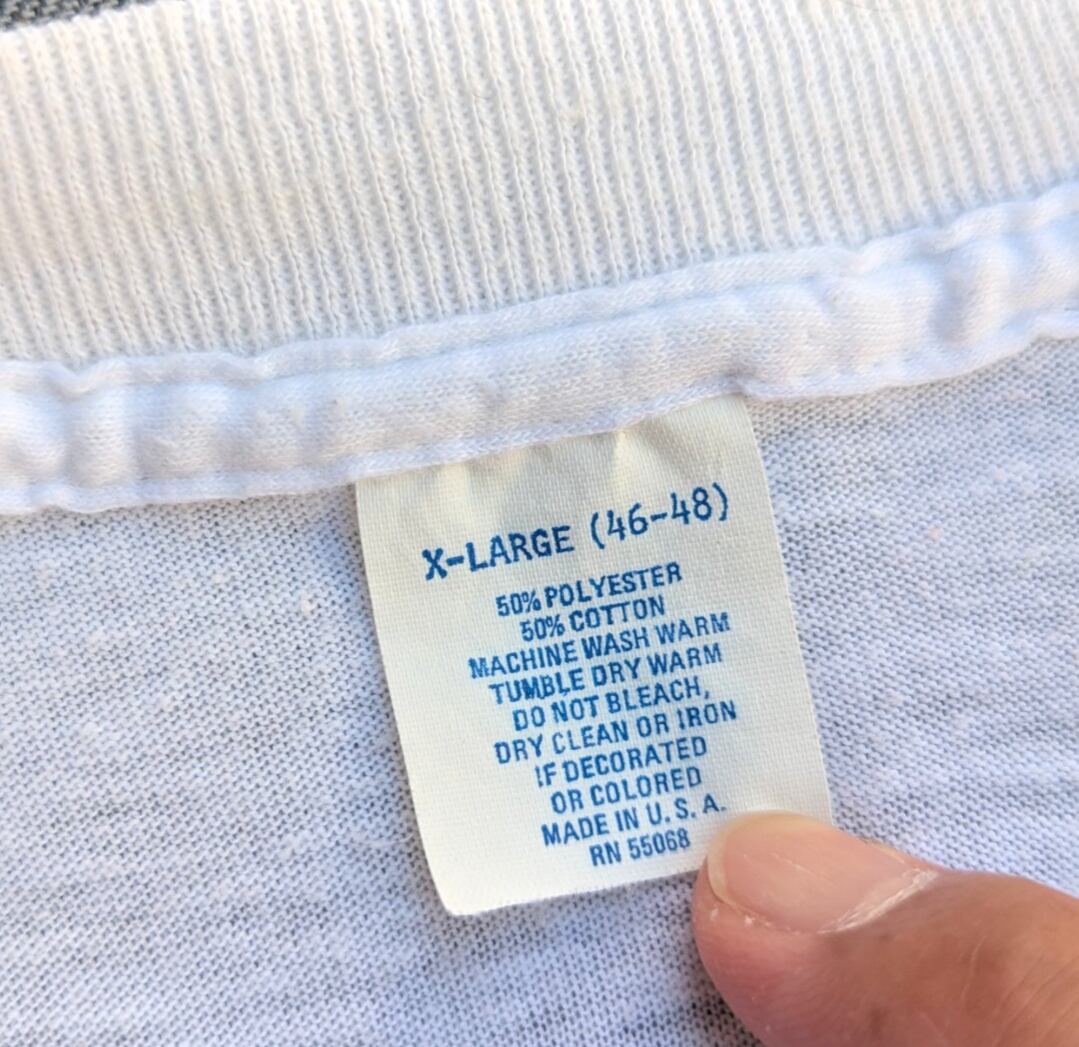 X-LARGE (46-48)
50% POLYESTER
50% COTTON
MACHINE WASH WARM
TUMBLE DRY WARM
DO NOT BLEACH,
DRY CLEAN OR IRON
IF DECORATED
OR COLORED
MADE IN U. S. A.
RN 55068